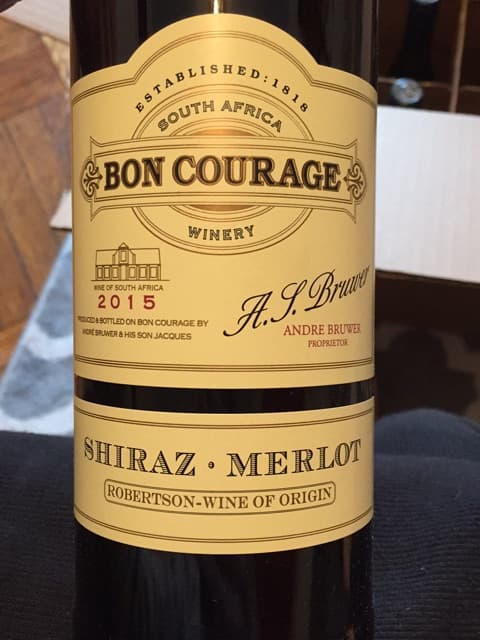 ESTABLISHED:1818
SOUTH AFRICA
BON COURAGE
WINERY
WINE OF SOUTH AFRICA
2015
PRODUCED & BOTTLED ON BON COURAGE BY
ANDRÉ BRUWER & HIS SON JACQUES
A.S. Bruwer
ANDRE BRUWER
PROPRIETOR
SHIRAZ · MERLOT
ROBERTSON-WINE OF ORIGIN